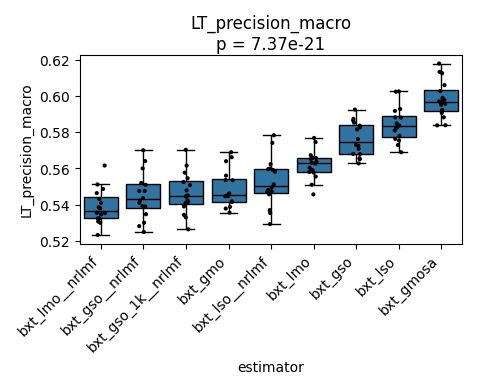 LT_precision_macro
p = 7.37e-21
LT_precision_macro
0.62
0.60
0.58
0.56
0.54
0.52
bxt_lmo__nrlmf
bxt_gso__nrlmf
bxt_gso_1k__nrlmf
bxt_gmo
bxt_lso__nrlmf
bxt_lmo
bxt_gso
bxt_lso
bxt_gmosa
estimator